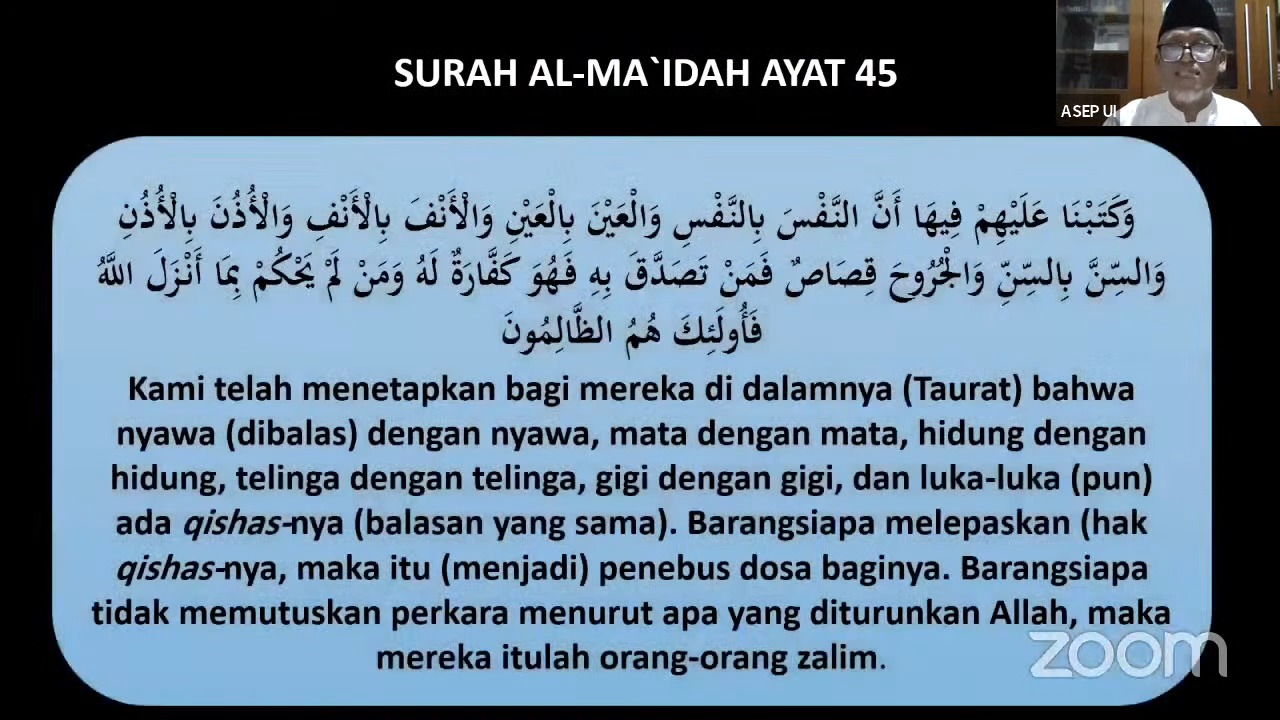 SURAH AL-MA`IDAH AYAT 45
ASEP UI
وَكَتَبْنَا عَلَيْهِمْ فِيهَا أَنَّ النَّفْسَ بِالنَّفْسِ وَالْعَيْنَ بِالْعَيْنِ وَالْأَنْفَ بِالْأَنْفِ وَالْأُذُنَ بِالْأُذُنِ
وَالسِّنَّ بِالسِّنِّ وَالْجُرُوحَ قِصَاصٌ فَمَنْ تَصَدَّقَ بِهِ فَهُوَ كَفَّارَةٌ لَهُ وَمَنْ لَمْ يَحْكُمْ بِمَا أَنْزَلَ اللَّهُ
فَأُولَئِكَ هُمُ الظَّالِمُونَ
Kami telah menetapkan bagi mereka di dalamnya (Taurat) bahwa
nyawa (dibalas) dengan nyawa, mata dengan mata, hidung dengan
hidung, telinga dengan telinga, gigi dengan gigi, dan luka-luka (pun)
ada qishas-nya (balasan yang sama). Barangsiapa melepaskan (hak
qishas-nya, maka itu (menjadi) penebus dosa baginya. Barangsiapa
tidak memutuskan perkara menurut apa yang diturunkan Allah, maka
mereka itulah orang-orang zalim.
zoom